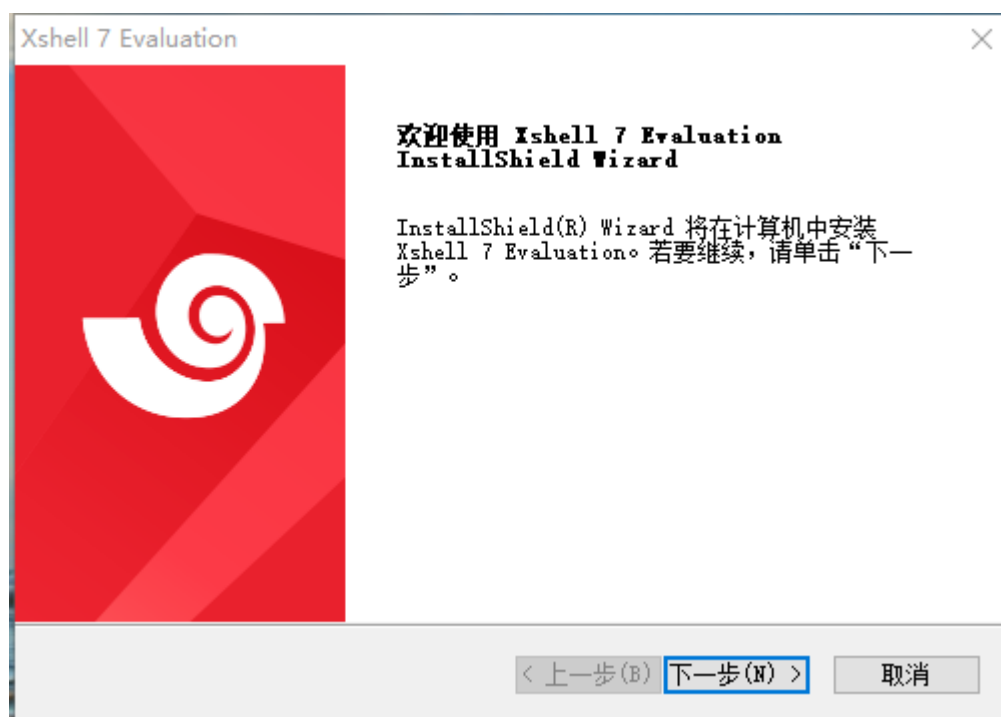 Xshell 7 Evaluation
欢迎使用 Xshell 7 Evaluation
InstallShield Wizard
InstallShield(R) Wizard 将在计算机中安装
Xshell 7 Evaluation。若要继续，请单击“下一
步”。
< 上一步(B) 下一步(N) > 取消